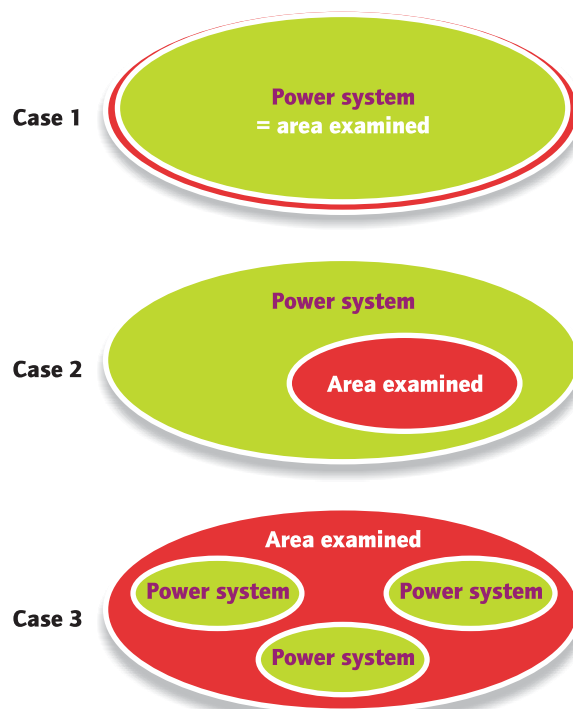 Case 1
Power system
= area examined
Case 2
Power system
Area examined
Case 3
Area examined
Power system
Power system
Power system